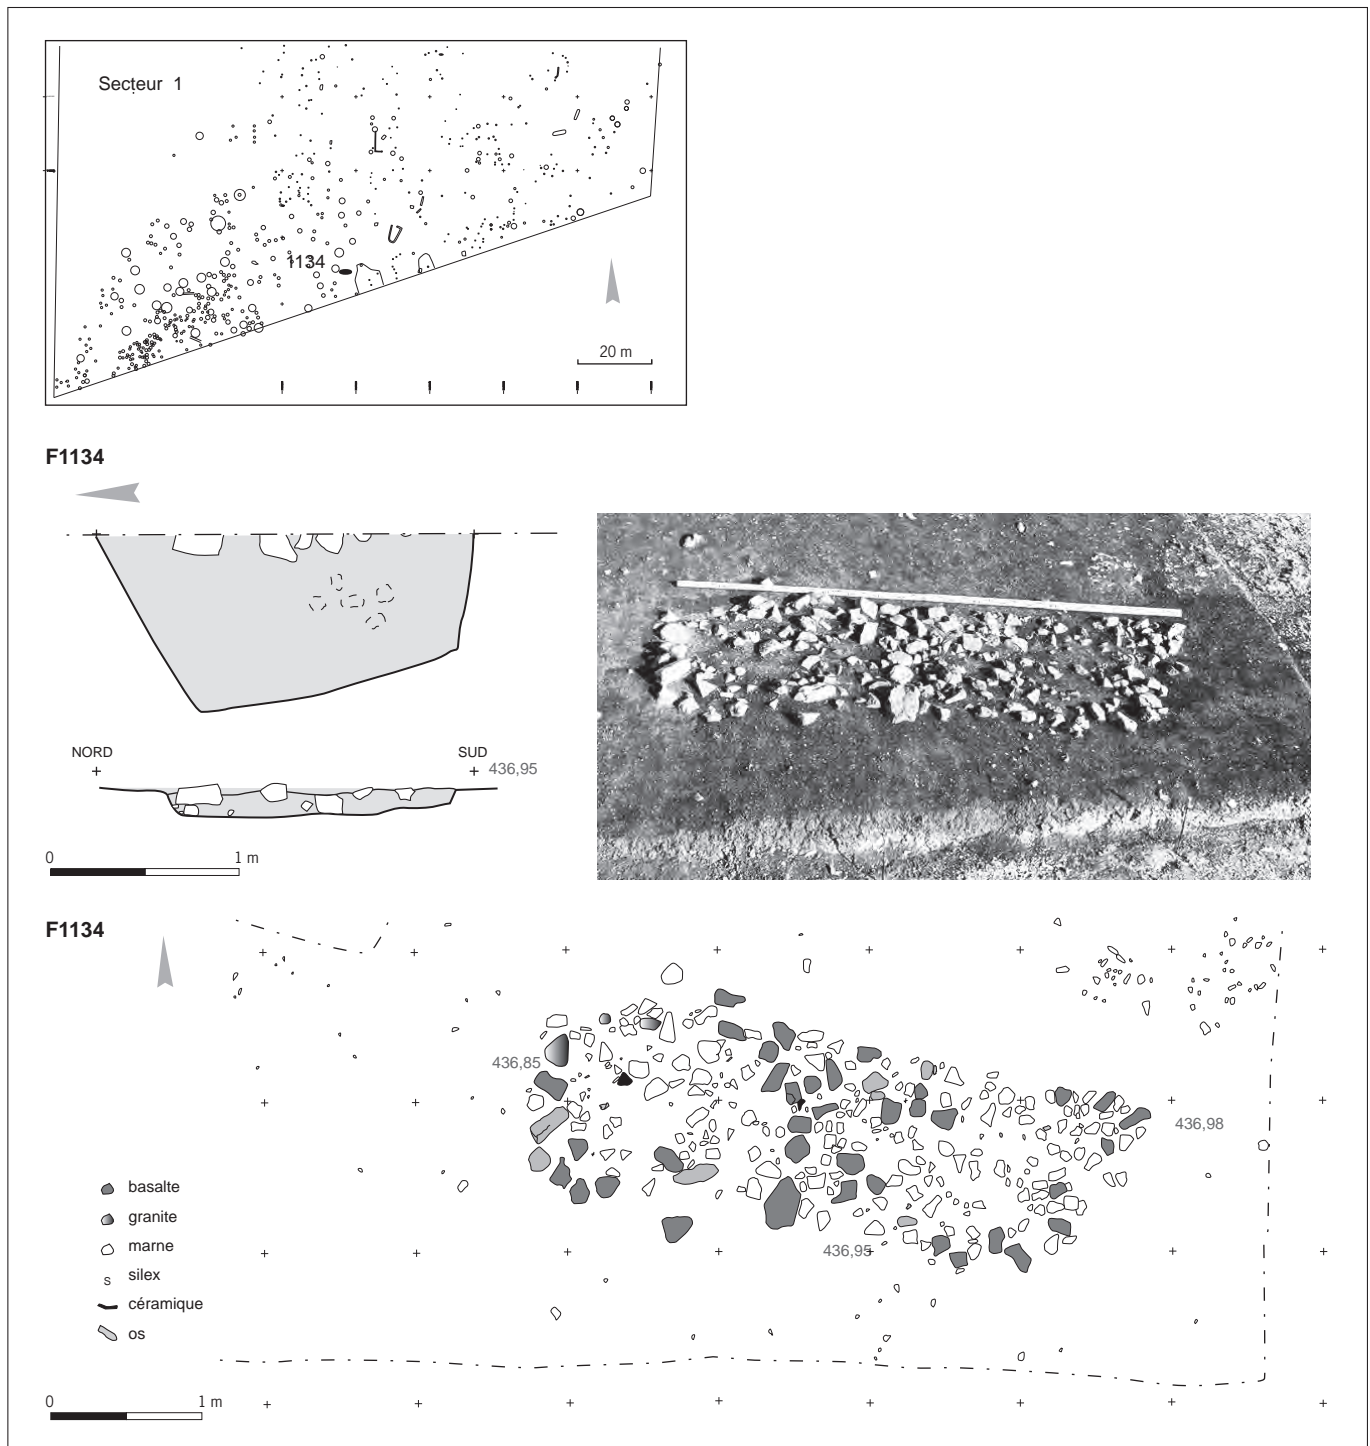 Secteur 1
1134
20 m
F1134
NORD
SUD
436,95
0 1 m
F1134
436,85
436,98
436,95
basalte
granite
marne
S silex
céramique
os
0 1 m